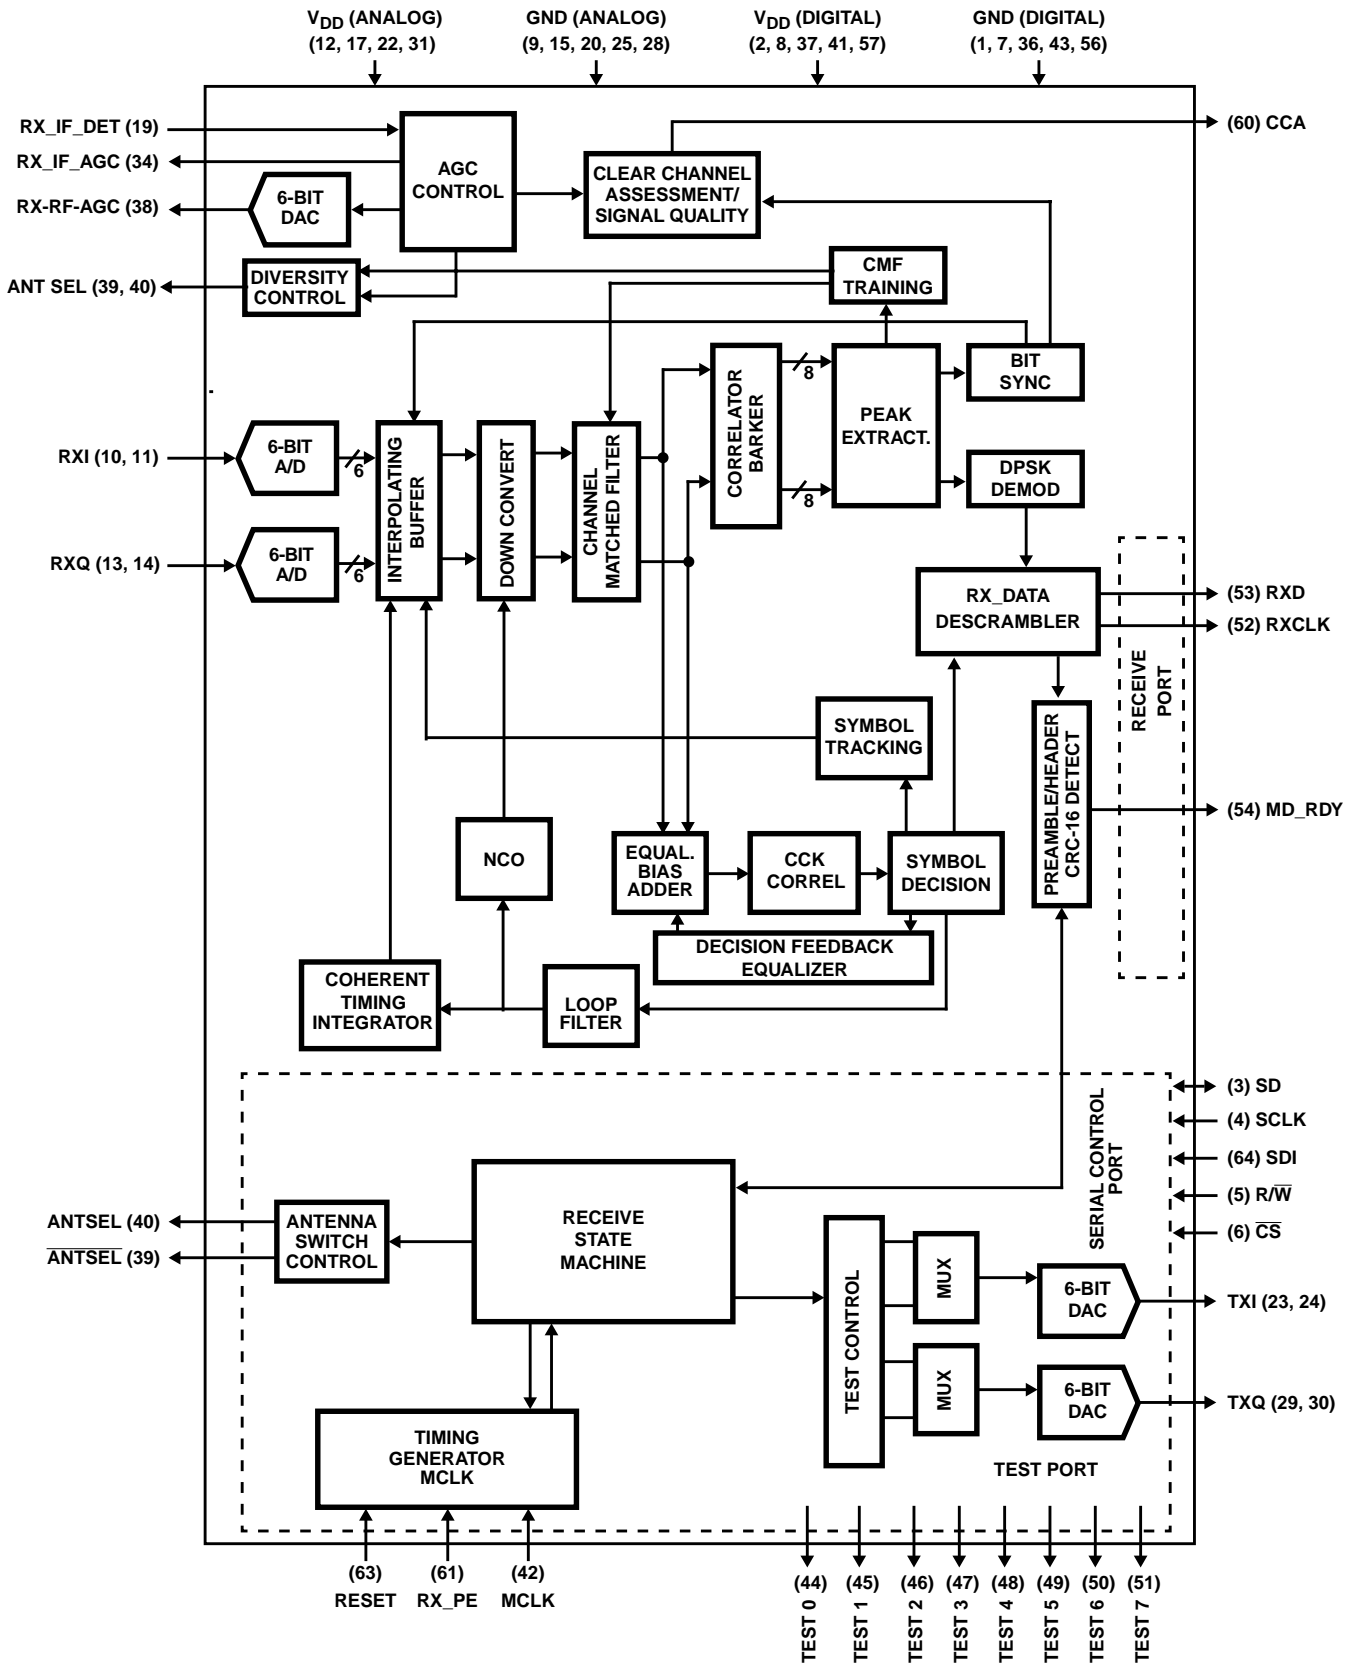 VDD (ANALOG)
(12, 17, 22, 31)
GND (ANALOG)
(9, 15, 20, 25, 28)
VDD (DIGITAL)
(2, 8, 37, 41, 57)
GND (DIGITAL)
(1, 7, 36, 43, 56)
RX_IF_DET (19)
RX_IF_AGC (34)
RX-RF-AGC (38)
6-BIT
DAC
AGC
CONTROL
CLEAR CHANNEL
ASSESSMENT/
SIGNAL QUALITY
(60) CCA
ANT SEL (39, 40)
DIVERSITY
CONTROL
CMF
TRAINING
RXI (10, 11)
6-BIT
A/D
6
RXQ (13, 14)
6-BIT
A/D
6
INTERPOLATING
BUFFER
DOWN CONVERT
CHANNEL
MATCHED FILTER
CORRELATOR
BARKER
8
8
PEAK
EXTRACT.
BIT
SYNC
DPSK
DEMOD
RX_DATA
DESCRAMBLER
(53) RXD
(52) RXCLK
RECEIVE
PORT
SYMBOL
TRACKING
PREAMBLE/HEADER
CRC-16 DETECT
(54) MD_RDY
NCO
EQUAL.
BIAS
ADDER
CCK
CORREL
SYMBOL
DECISION
DECISION FEEDBACK
EQUALIZER
COHERENT
TIMING
INTEGRATOR
LOOP
FILTER
SERIAL CONTROL
PORT
(3) SD
(4) SCLK
(64) SDI
(5) R/W̅
(6) C̅S̅
ANTSEL (40)
A̅N̅T̅S̅E̅L̅ (39)
ANTENNA
SWITCH
CONTROL
RECEIVE
STATE
MACHINE
TEST CONTROL
MUX
6-BIT
DAC
TXI (23, 24)
MUX
6-BIT
DAC
TXQ (29, 30)
TIMING
GENERATOR
MCLK
TEST PORT
(63)
RESET
(61)
RX_PE
(42)
MCLK
(44)
TEST 0
(45)
TEST 1
(46)
TEST 2
(47)
TEST 3
(48)
TEST 4
(49)
TEST 5
(50)
TEST 6
(51)
TEST 7